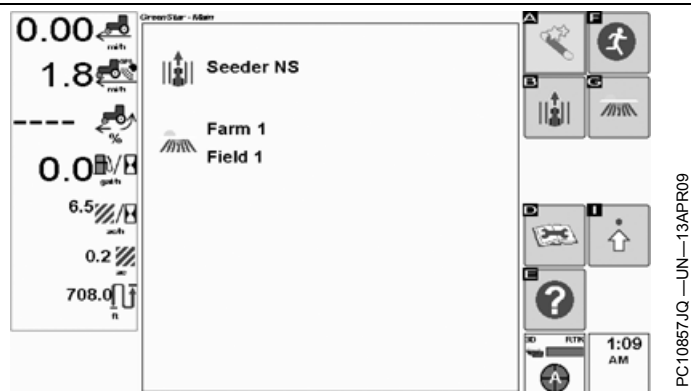 GreenStar - Main
0.00
mi/h
1.8
GPS
mi/h
----
%
0.0
gal/h
6.5
ac/h
0.2
ac
708.0
ft
Seeder NS
Farm 1
Field 1
A
F
B
G
D
I
E
?
3D RTK
1:09
AM
A
PC10857JQ —UN—13APR09